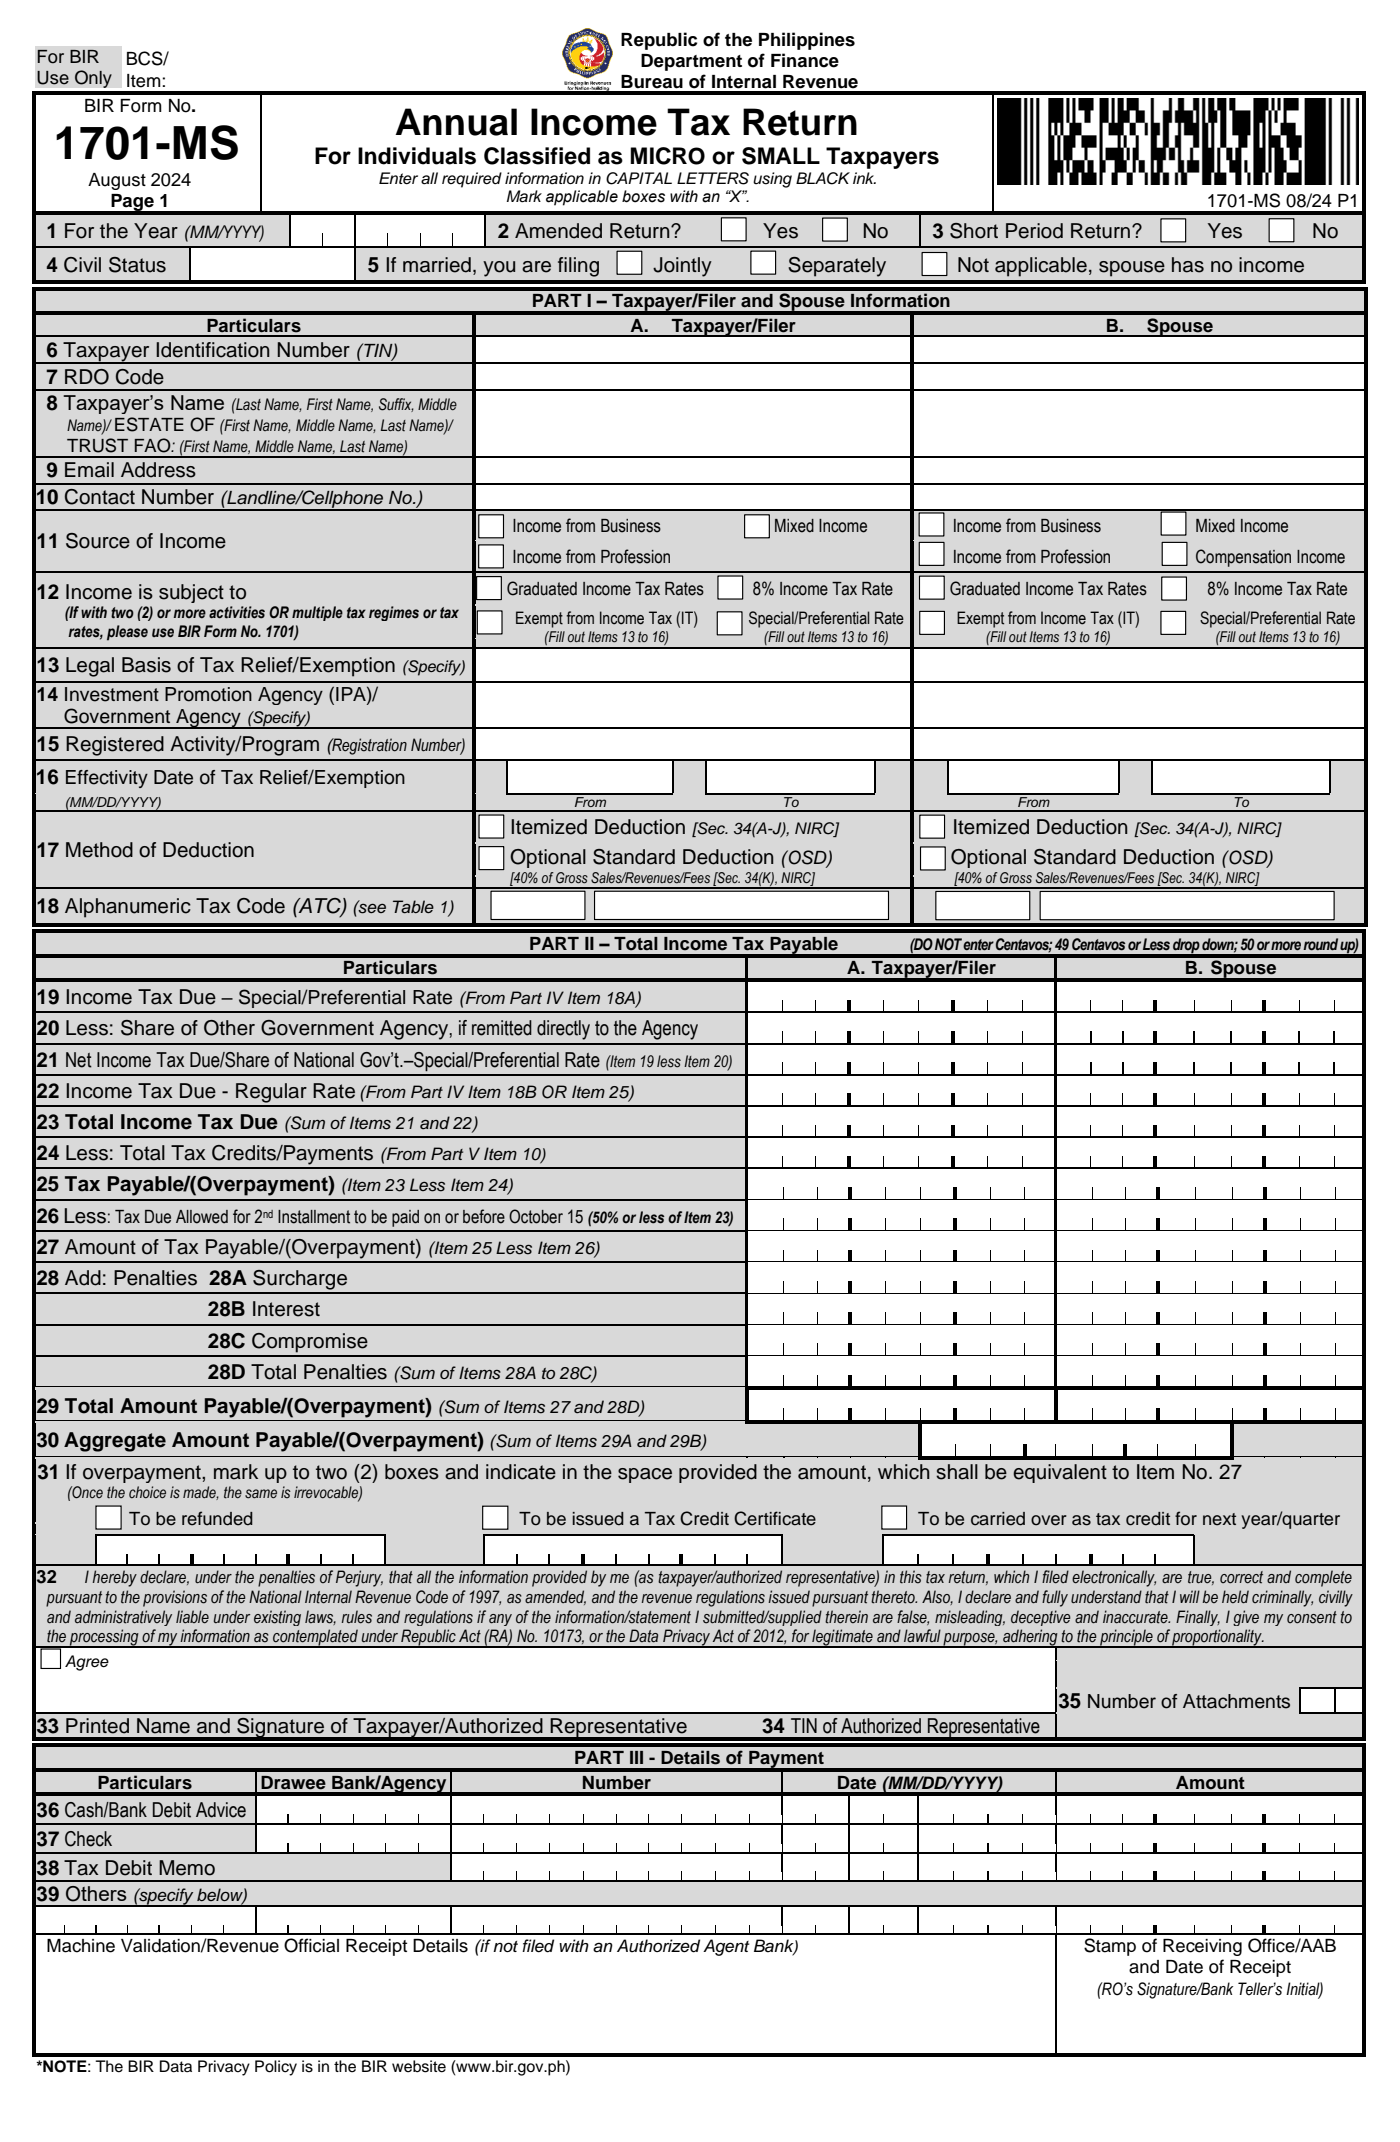 For BIR
Use Only
BCS/
Item:
Republic of the Philippines
Department of Finance
Bureau of Internal Revenue
BIR Form No.
1701-MS
August 2024
Page 1
Annual Income Tax Return
For Individuals Classified as MICRO or SMALL Taxpayers
Enter all required information in CAPITAL LETTERS using BLACK ink.
Mark applicable boxes with an “X”.
1701-MS 08/24 P1
1 For the Year (MM/YYYY) 2 Amended Return? Yes No 3 Short Period Return? Yes No
4 Civil Status 5 If married, you are filing Jointly Separately Not applicable, spouse has no income
PART I – Taxpayer/Filer and Spouse Information
Particulars A. Taxpayer/Filer B. Spouse
6 Taxpayer Identification Number (TIN)
7 RDO Code
8 Taxpayer’s Name (Last Name, First Name, Suffix, Middle
Name)/ ESTATE OF (First Name, Middle Name, Last Name)/
TRUST FAO: (First Name, Middle Name, Last Name)
9 Email Address
10 Contact Number (Landline/Cellphone No.)
11 Source of Income
Income from Business Mixed Income Income from Business Mixed Income
Income from Profession Income from Profession Compensation Income
12 Income is subject to
(If with two (2) or more activities OR multiple tax regimes or tax
rates, please use BIR Form No. 1701)
Graduated Income Tax Rates 8% Income Tax Rate Graduated Income Tax Rates 8% Income Tax Rate
Exempt from Income Tax (IT) Special/Preferential Rate Exempt from Income Tax (IT) Special/Preferential Rate
(Fill out Items 13 to 16) (Fill out Items 13 to 16) (Fill out Items 13 to 16) (Fill out Items 13 to 16)
13 Legal Basis of Tax Relief/Exemption (Specify)
14 Investment Promotion Agency (IPA)/
Government Agency (Specify)
15 Registered Activity/Program (Registration Number)
16 Effectivity Date of Tax Relief/Exemption
(MM/DD/YYYY) From To From To
17 Method of Deduction
Itemized Deduction [Sec. 34(A-J), NIRC] Itemized Deduction [Sec. 34(A-J), NIRC]
Optional Standard Deduction (OSD) Optional Standard Deduction (OSD)
[40% of Gross Sales/Revenues/Fees [Sec. 34(K), NIRC] [40% of Gross Sales/Revenues/Fees [Sec. 34(K), NIRC]
18 Alphanumeric Tax Code (ATC) (see Table 1)
PART II – Total Income Tax Payable (DO NOT enter Centavos; 49 Centavos or Less drop down; 50 or more round up)
Particulars A. Taxpayer/Filer B. Spouse
19 Income Tax Due – Special/Preferential Rate (From Part IV Item 18A)
20 Less: Share of Other Government Agency, if remitted directly to the Agency
21 Net Income Tax Due/Share of National Gov’t.–Special/Preferential Rate (Item 19 less Item 20)
22 Income Tax Due - Regular Rate (From Part IV Item 18B OR Item 25)
23 Total Income Tax Due (Sum of Items 21 and 22)
24 Less: Total Tax Credits/Payments (From Part V Item 10)
25 Tax Payable/(Overpayment) (Item 23 Less Item 24)
26 Less: Tax Due Allowed for 2nd Installment to be paid on or before October 15 (50% or less of Item 23)
27 Amount of Tax Payable/(Overpayment) (Item 25 Less Item 26)
28 Add: Penalties 28A Surcharge
28B Interest
28C Compromise
28D Total Penalties (Sum of Items 28A to 28C)
29 Total Amount Payable/(Overpayment) (Sum of Items 27 and 28D)
30 Aggregate Amount Payable/(Overpayment) (Sum of Items 29A and 29B)
31 If overpayment, mark up to two (2) boxes and indicate in the space provided the amount, which shall be equivalent to Item No. 27
(Once the choice is made, the same is irrevocable)
To be refunded To be issued a Tax Credit Certificate To be carried over as tax credit for next year/quarter
32 I hereby declare, under the penalties of Perjury, that all the information provided by me (as taxpayer/authorized representative) in this tax return, which I filed electronically, are true, correct and complete
pursuant to the provisions of the National Internal Revenue Code of 1997, as amended, and the revenue regulations issued pursuant thereto. Also, I declare and fully understand that I will be held criminally, civilly
and administratively liable under existing laws, rules and regulations if any of the information/statement I submitted/supplied therein are false, misleading, deceptive and inaccurate. Finally, I give my consent to
the processing of my information as contemplated under Republic Act (RA) No. 10173, or the Data Privacy Act of 2012, for legitimate and lawful purpose, adhering to the principle of proportionality.
Agree
35 Number of Attachments
33 Printed Name and Signature of Taxpayer/Authorized Representative 34 TIN of Authorized Representative
PART III - Details of Payment
Particulars Drawee Bank/Agency Number Date (MM/DD/YYYY) Amount
36 Cash/Bank Debit Advice
37 Check
38 Tax Debit Memo
39 Others (specify below)
Machine Validation/Revenue Official Receipt Details (if not filed with an Authorized Agent Bank)
Stamp of Receiving Office/AAB
and Date of Receipt
(RO’s Signature/Bank Teller’s Initial)
*NOTE: The BIR Data Privacy Policy is in the BIR website (www.bir.gov.ph)